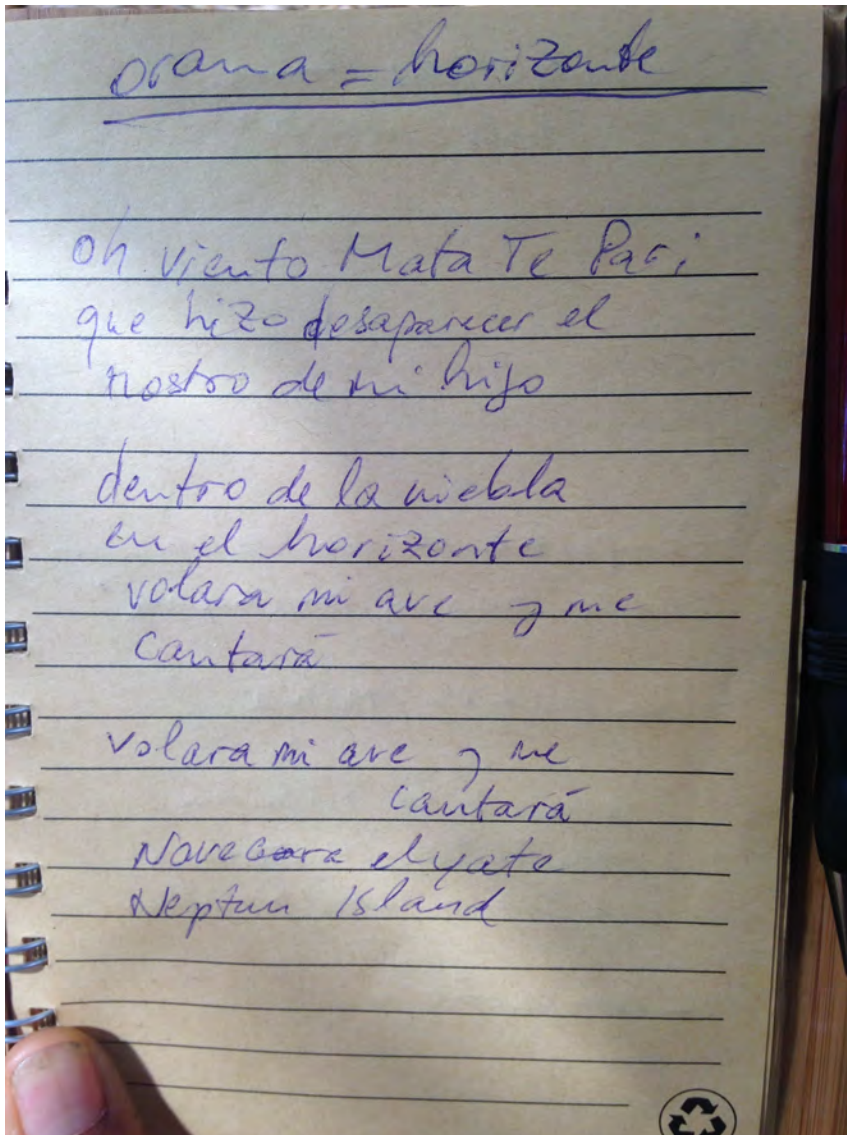 orama = horizonte
oh viento Mata Te Pari
que hizo desaparecer el
rostro de mi hijo
dentro de la niebla
en el horizonte
volara mi ave y me
cantará
volara mi ave y me
cantará
Navegara el yate
Neptun Island